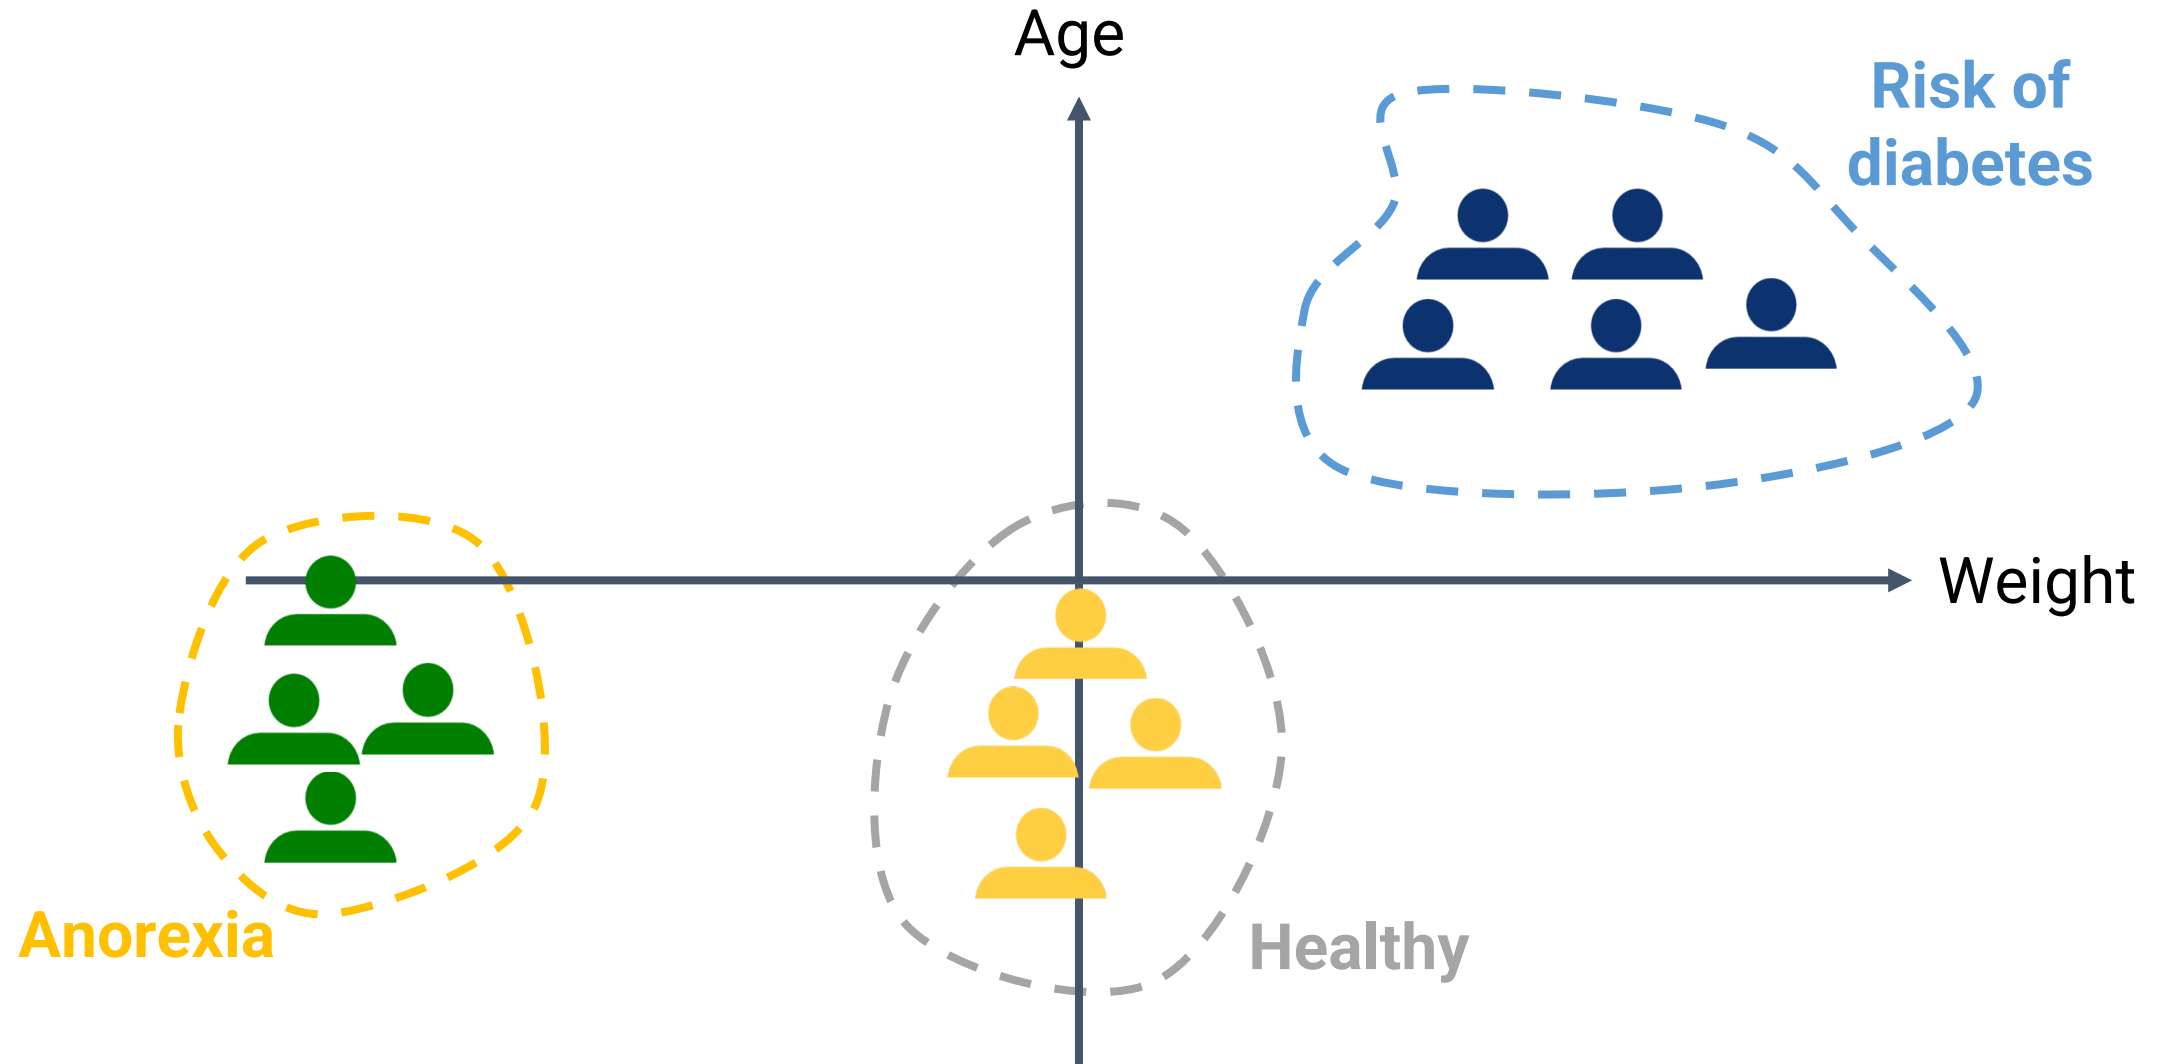 Age
Risk of
diabetes
Weight
Anorexia
Healthy